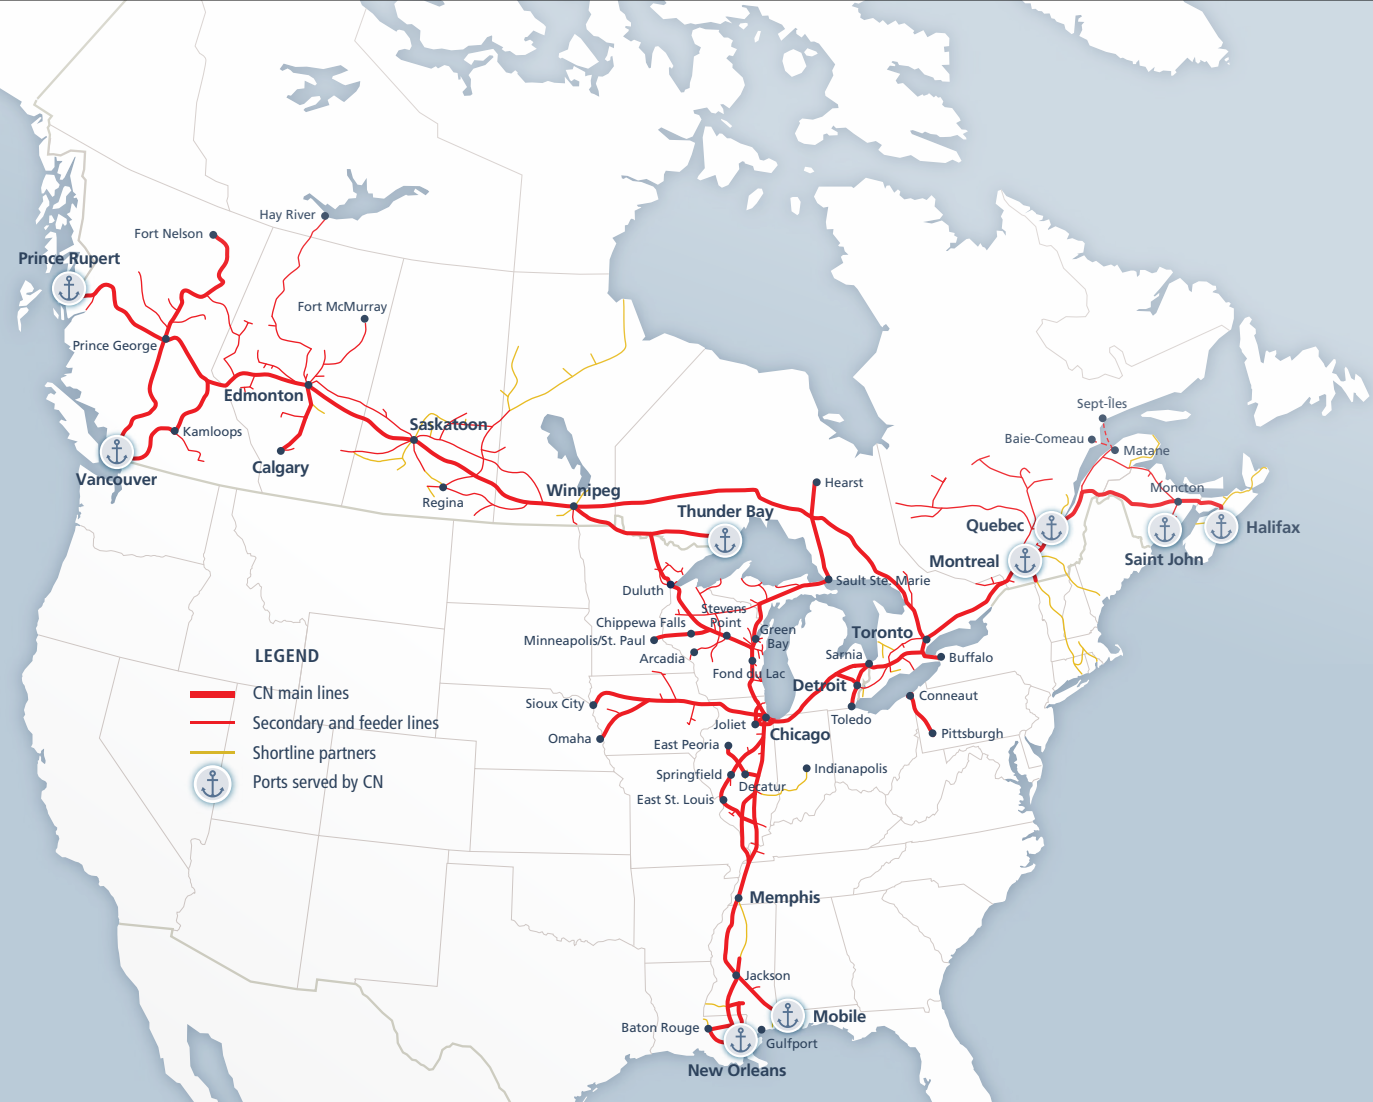 Hay River
Fort Nelson
Prince Rupert
Fort McMurray
Prince George
Edmonton
Saskatoon
Kamloops
Calgary
Vancouver
Regina
Winnipeg
Hearst
Thunder Bay
Sept-Îles
Baie-Comeau
Matane
Moncton
Quebec
Halifax
Montreal
Saint John
Duluth
Sault Ste. Marie
Stevens
Point
Chippewa Falls
Minneapolis/St. Paul
Green
Bay
Arcadia
Fond du Lac
Toronto
Sarnia
Buffalo
Detroit
Conneaut
Toledo
Pittsburgh
Sioux City
Omaha
Joliet
Chicago
East Peoria
Springfield
Decatur
Indianapolis
East St. Louis
LEGEND
CN main lines
Secondary and feeder lines
Shortline partners
Ports served by CN
Memphis
Jackson
Baton Rouge
Mobile
Gulfport
New Orleans